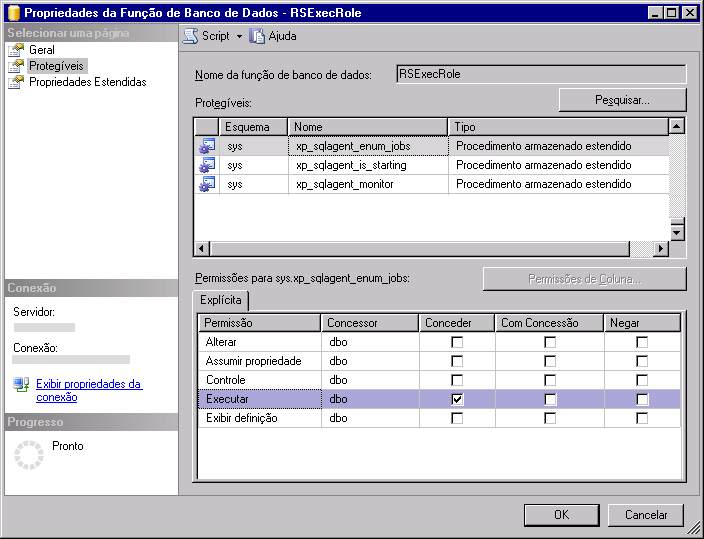 Propriedades da Função de Banco de Dados - RSExecRole
Selecionar uma página
Geral
Protegíveis
Propriedades Estendidas
Script Ajuda
Nome da função de banco de dados: RSExecRole
Protegíveis: Pesquisar...
Esquema Nome Tipo
sys xp_sqlagent_enum_jobs Procedimento armazenado estendido
sys xp_sqlagent_is_starting Procedimento armazenado estendido
sys xp_sqlagent_monitor Procedimento armazenado estendido
Conexão
Servidor:
Conexão:
Exibir propriedades da
conexão
Progresso
Pronto
Permissões para sys.xp_sqlagent_enum_jobs: Permissões de Coluna...
Explícita
Permissão Concessor Conceder Com Concessão Negar
Alterar dbo
Assumir propriedade dbo
Controle dbo
Executar dbo
Exibir definição dbo
OK Cancelar